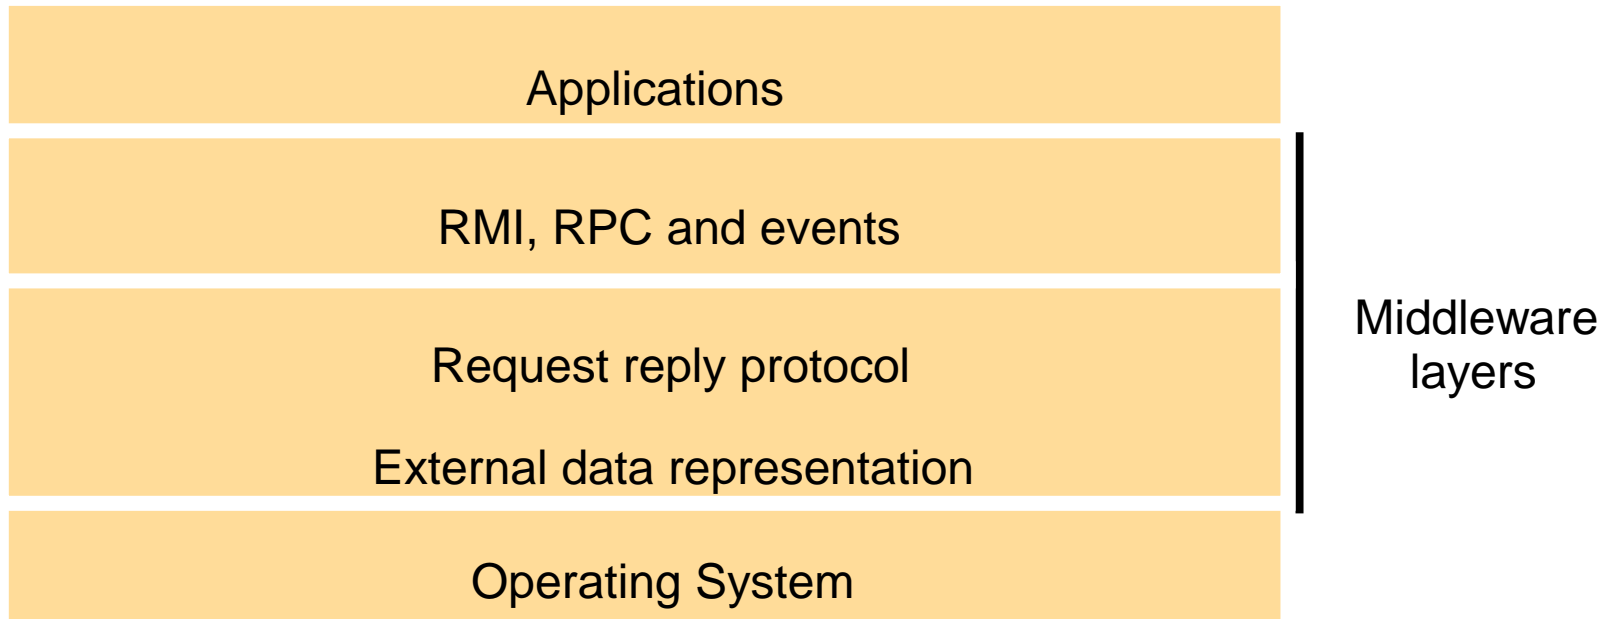 Applications
RMI, RPC and events
Request reply protocol
External data representation
Operating System
Middleware
layers